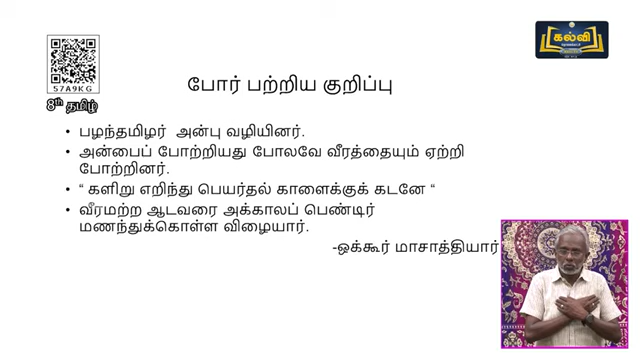 கல்வி
57A9KG
8th தமிழ்
போர் பற்றிய குறிப்பு
• பழந்தமிழர் அன்பு வழியினர்.
• அன்பைப் போற்றியது போலவே வீரத்தையும் ஏற்றி
போற்றினர்.
• “ களிறு எறிந்து பெயர்தல் காளைக்குக் கடனே “
• வீரமற்ற ஆடவரை அக்காலப் பெண்டிர்
மணந்துக்கொள்ள விழையார்.
-ஒக்கூர் மாசாத்தியார்